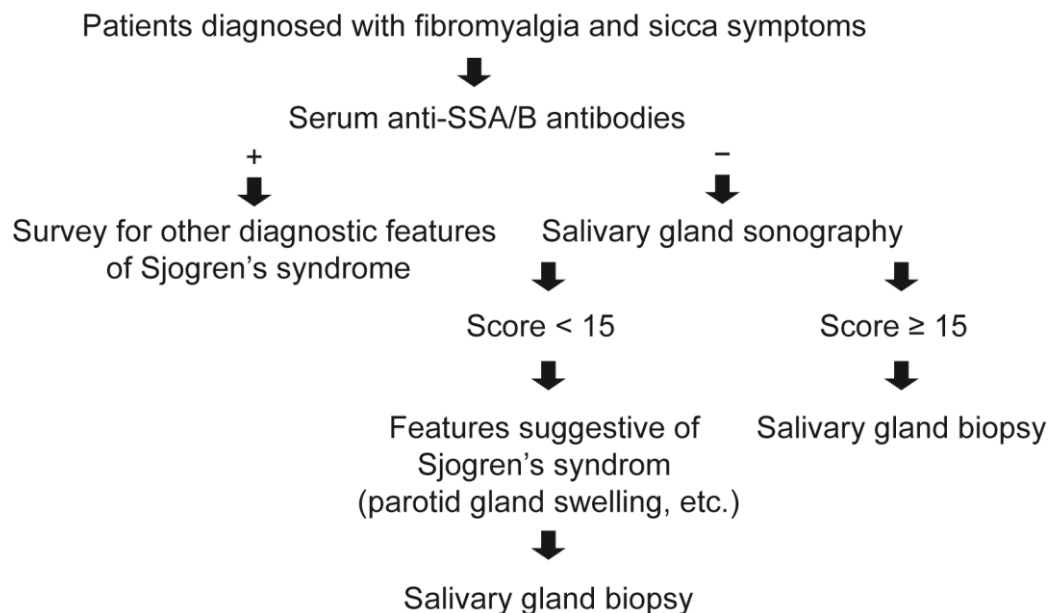 Patients diagnosed with fibromyalgia and sicca symptoms
Serum anti-SSA/B antibodies
+
−
Survey for other diagnostic features
of Sjogren's syndrome
Salivary gland sonography
Score < 15
Score ≥ 15
Features suggestive of
Sjogren's syndrom
(parotid gland swelling, etc.)
Salivary gland biopsy
Salivary gland biopsy